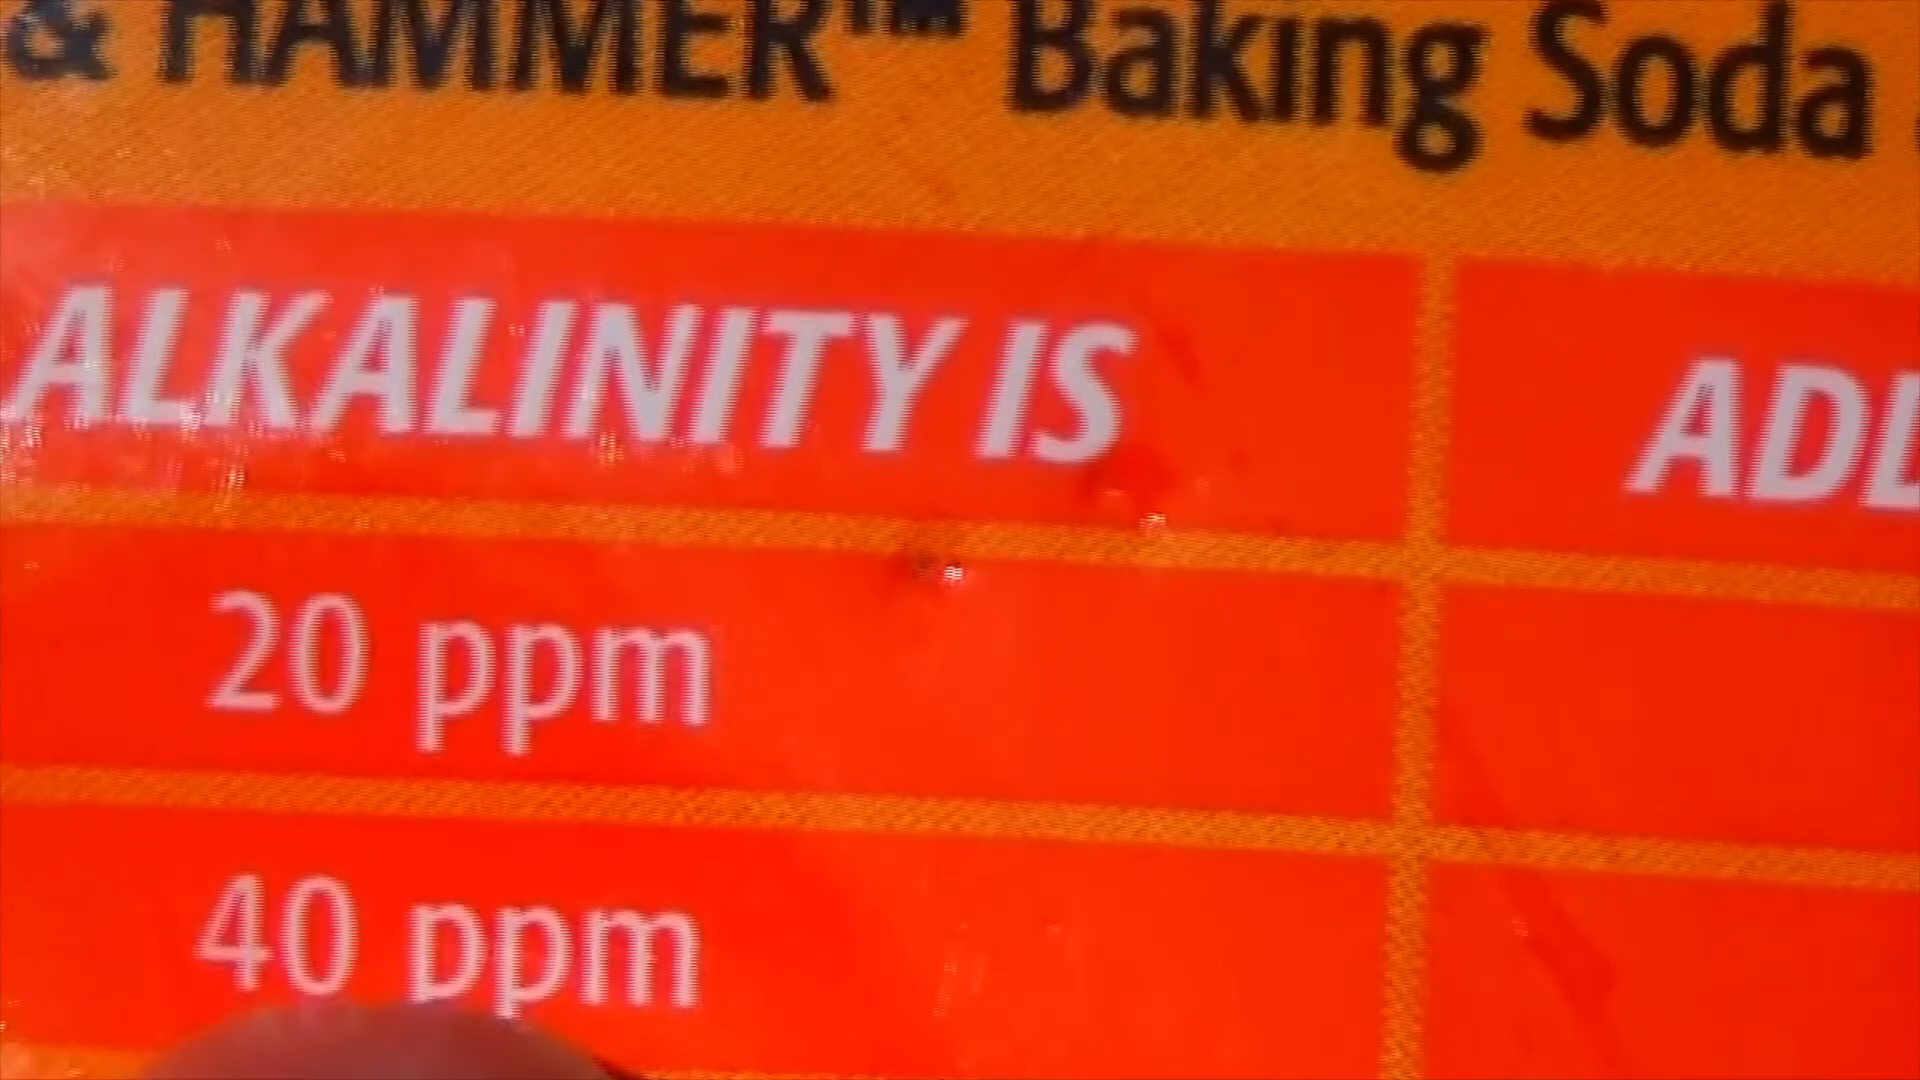 & HAMMER™ Baking Soda
ALKALINITY IS
ADD
20 ppm
40 ppm